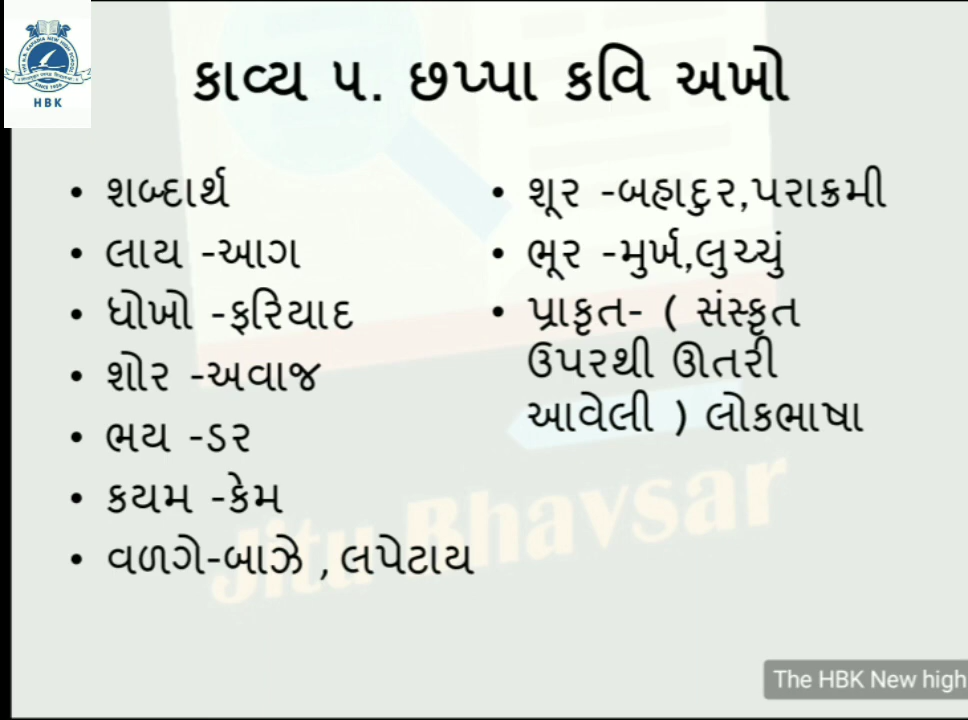 HBK
કાવ્ય ૫. છપ્પા કવિ અખો
• શબ્દાર્થ
• લાય -આગ
• ધોખો -ફરિયાદ
• શોર -અવાજ
• ભય -ડર
• કયમ -કેમ
• વળગે-બાઝે ,લપેટાય
• શૂર -બહાદુર,પરાક્રમી
• ભૂર -મુર્ખ,લુચ્ચું
• પ્રાકૃત- ( સંસ્કૃત
ઉપરથી ઊતરી
આવેલી ) લોકભાષા
Jitu Bhavsar
The HBK New high